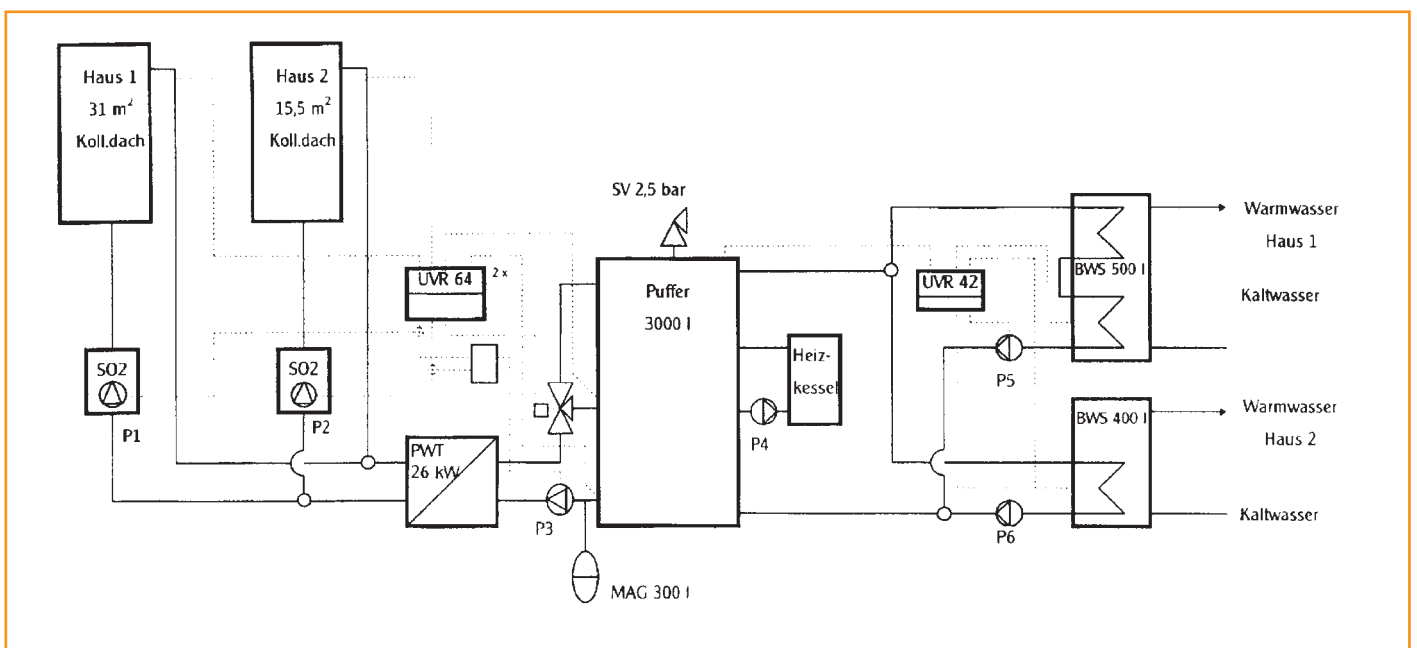 Haus 1
31 m²
Koll.dach
Haus 2
15,5 m²
Koll.dach
SV 2,5 bar
UVR 64
2 x
Puffer
3000 l
UVR 42
BWS 500 l
Warmwasser
Haus 1
Kaltwasser
SO2
P1
SO2
P2
Heiz-
kessel
P4
P5
PWT
26 kW
P3
BWS 400 l
Warmwasser
Haus 2
P6
Kaltwasser
MAG 300 l